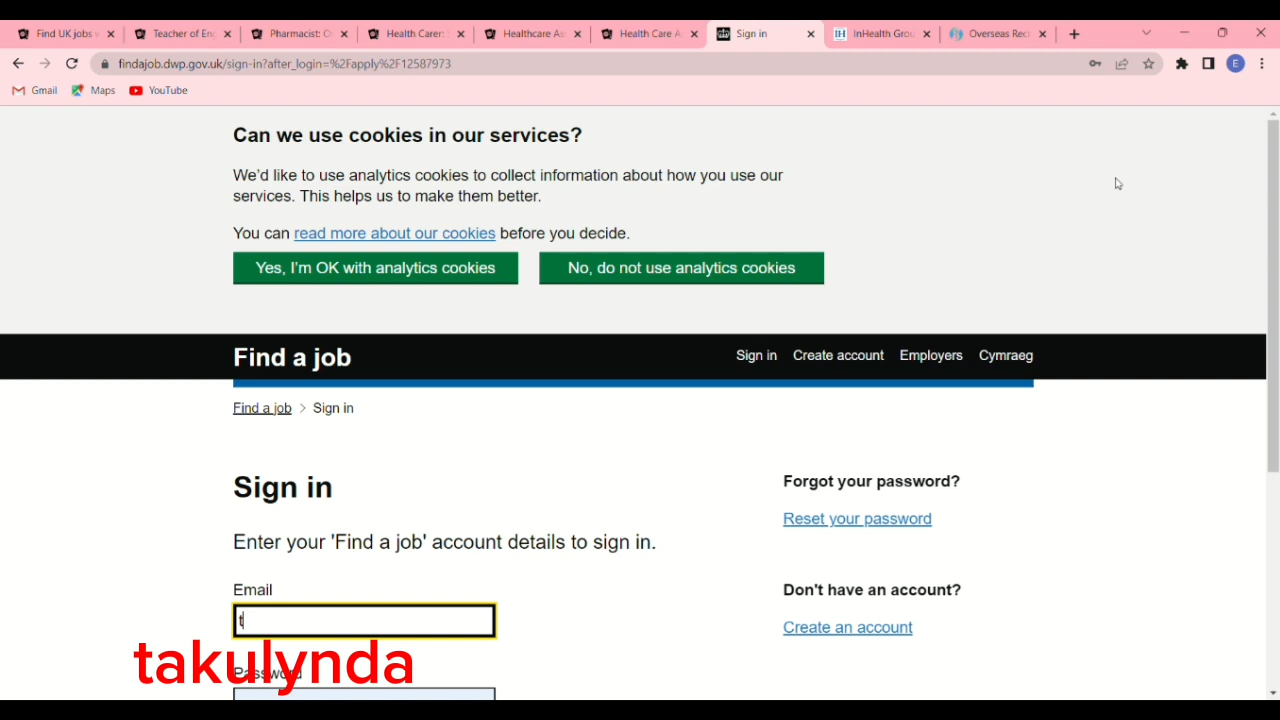 Find UK jobs
Teacher of En
Pharmacist: O
Health Carer:
Healthcare As
Health Care A
Sign in
InHealth Grou
Overseas Rec
findajob.dwp.gov.uk/sign-in?after_login=%2Fapply%2F12587973
E
Gmail
Maps
YouTube
Can we use cookies in our services?
We'd like to use analytics cookies to collect information about how you use our
services. This helps us to make them better.
You can read more about our cookies before you decide.
Yes, I'm OK with analytics cookies
No, do not use analytics cookies
Find a job
Sign in
Create account
Employers
Cymraeg
Find a job > Sign in
Sign in
Forgot your password?
Reset your password
Enter your 'Find a job' account details to sign in.
Email
Don't have an account?
t
Create an account
takulynda
Password